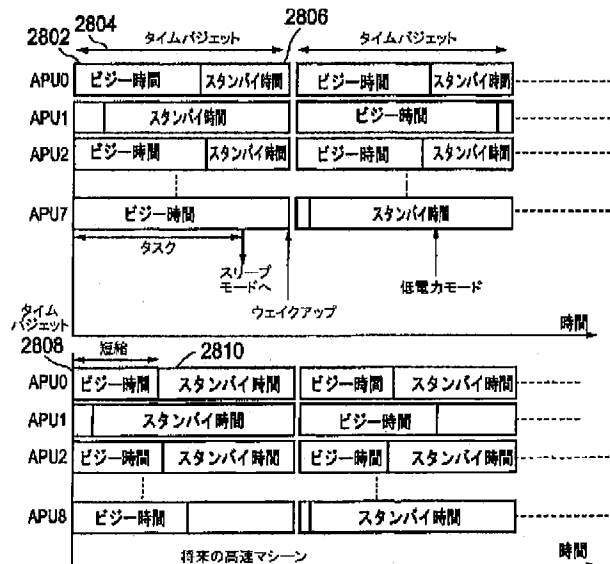 2802 2804 2806
タイムバジェット タイムバジェット
APU0 ビジー時間 スタンバイ時間 ビジー時間 スタンバイ時間
APU1 スタンバイ時間 ビジー時間
APU2 ビジー時間 スタンバイ時間 ビジー時間 スタンバイ時間
APU7 ビジー時間 スタンバイ時間
タスク
スリープ
モードへ
ウェイクアップ
低電力モード
タイム
バジェット
時間
2808 短縮 2810
APU0 ビジー時間 スタンバイ時間 ビジー時間 スタンバイ時間
APU1 スタンバイ時間 ビジー時間
APU2 ビジー時間 スタンバイ時間 ビジー時間 スタンバイ時間
APU8 ビジー時間 スタンバイ時間
将来の高速マシーン
時間